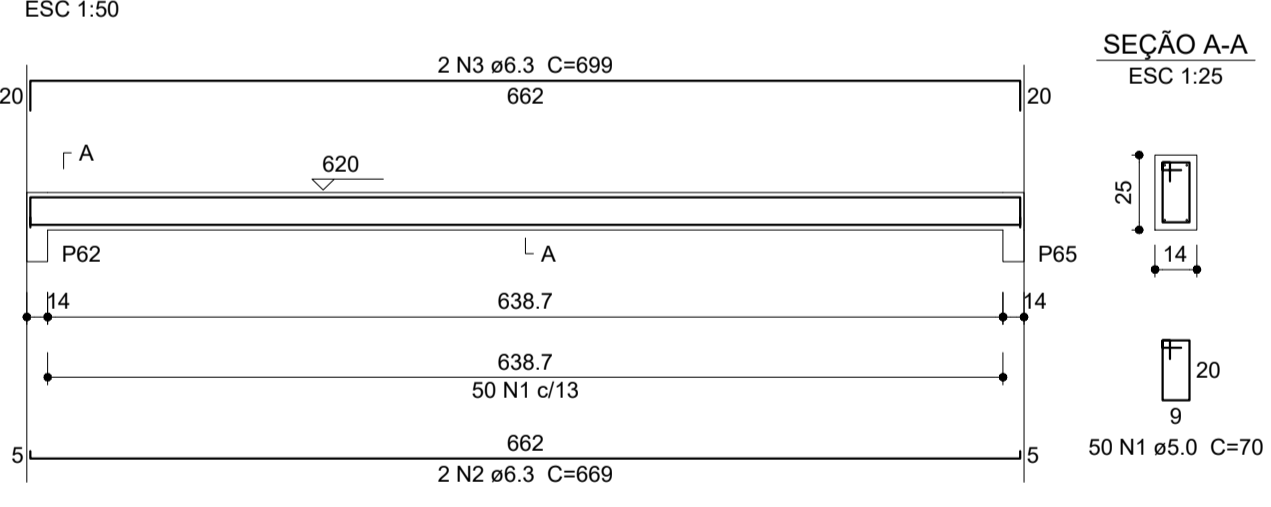 ESC 1:50
2 N3 ø6.3 C=699
20
662
20
A
620
P62
A
P65
14
638.7
14
638.7
50 N1 c/13
5
662
5
2 N2 ø6.3 C=669
SEÇÃO A-A
ESC 1:25
25
14
20
9
50 N1 ø5.0 C=70